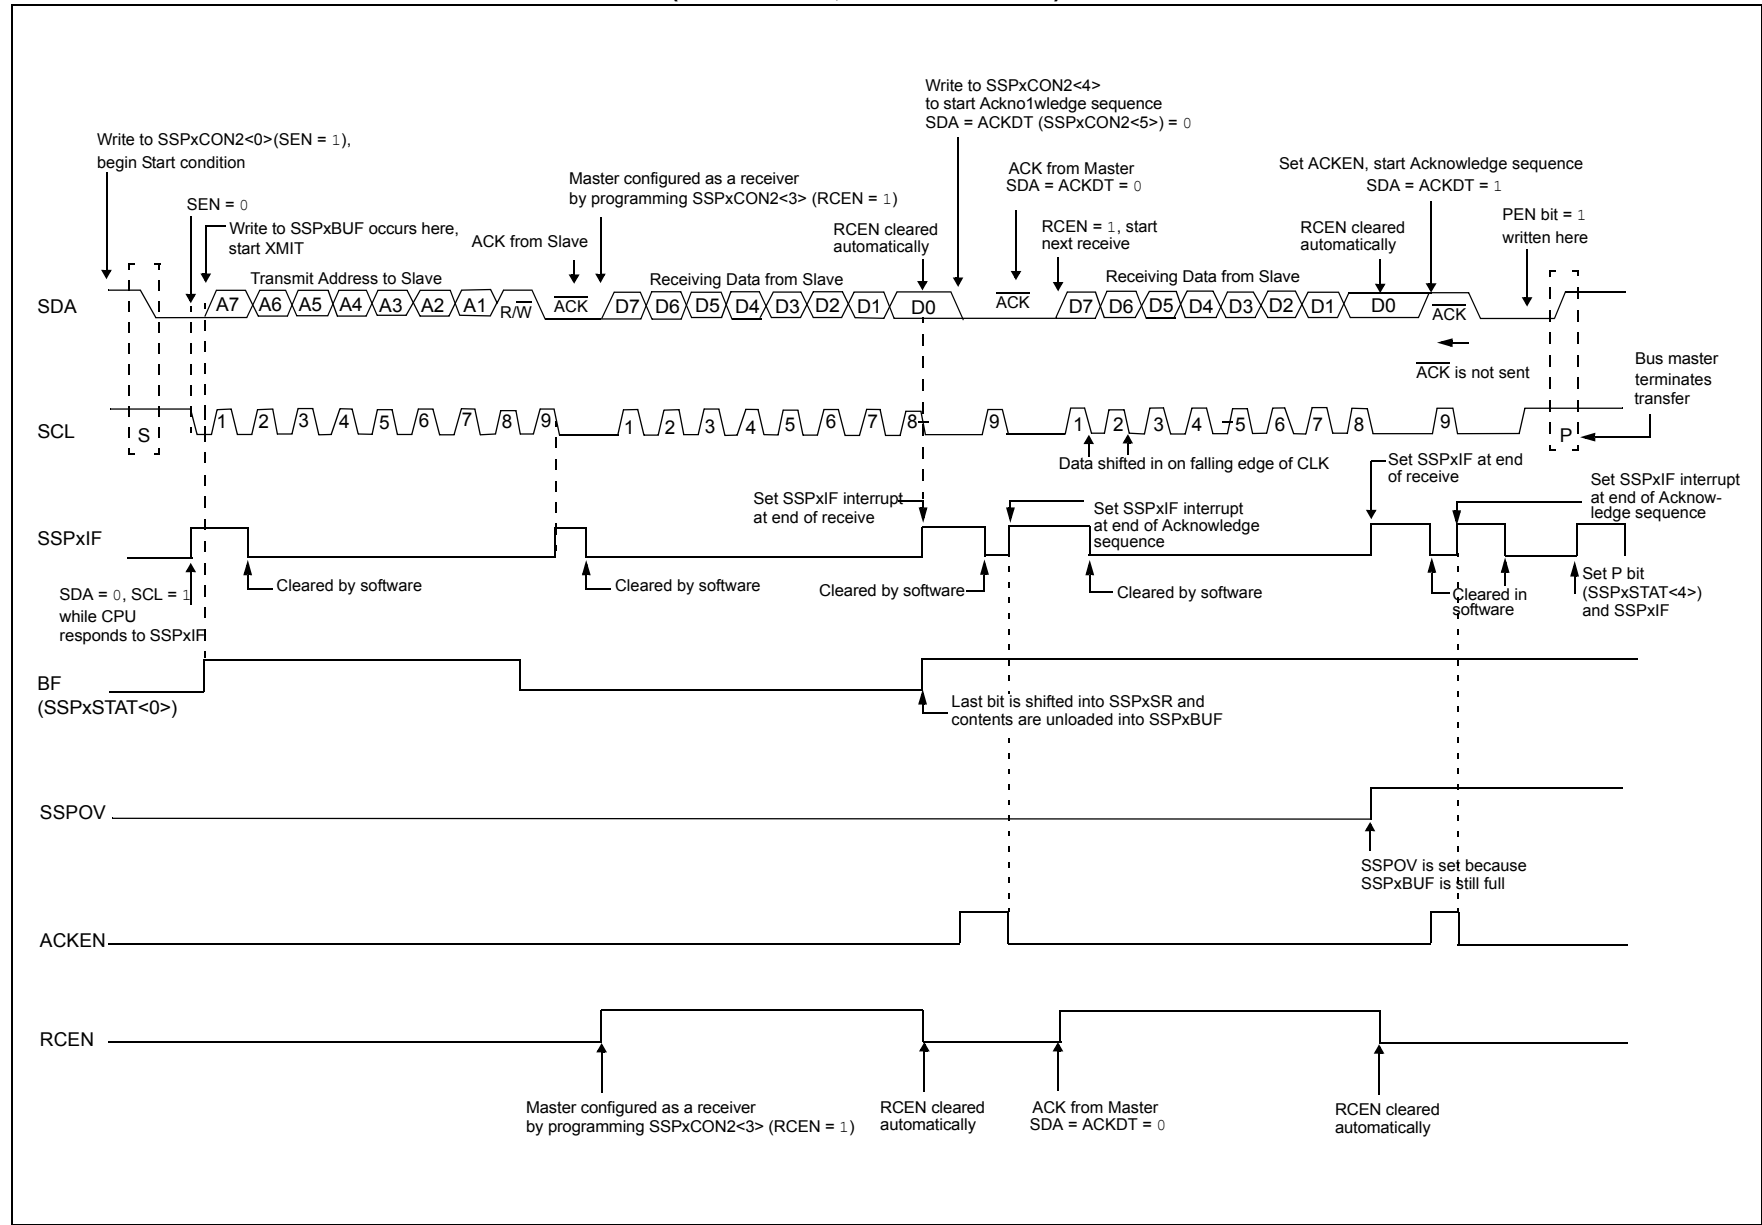 Write to SSPxCON2<4>
to start Ackno1wledge sequence
SDA = ACKDT (SSPxCON2<5>) = 0
Write to SSPxCON2<0>(SEN = 1),
begin Start condition
ACK from Master
SDA = ACKDT = 0
Set ACKEN, start Acknowledge sequence
SDA = ACKDT = 1
Master configured as a receiver
by programming SSPxCON2<3> (RCEN = 1)
SEN = 0
Write to SSPxBUF occurs here,
start XMIT
ACK from Slave
RCEN cleared
automatically
RCEN = 1, start
next receive
RCEN cleared
automatically
PEN bit = 1
written here
Transmit Address to Slave
Receiving Data from Slave
Receiving Data from Slave
SDA
A7 A6 A5 A4 A3 A2 A1 R/W ACK D7 D6 D5 D4 D3 D2 D1 D0 ACK D7 D6 D5 D4 D3 D2 D1 D0 ACK
ACK is not sent
Bus master
terminates
transfer
SCL
S 1 2 3 4 5 6 7 8 9 1 2 3 4 5 6 7 8 9 1 2 3 4 5 6 7 8 9 P
Data shifted in on falling edge of CLK
Set SSPxIF interrupt
at end of receive
Set SSPxIF interrupt
at end of Acknowledge
sequence
Set SSPxIF at end
of receive
Set SSPxIF interrupt
at end of Acknow-
ledge sequence
SSPxIF
SDA = 0, SCL = 1
while CPU
responds to SSPxIF
Cleared by software
Cleared by software
Cleared by software
Cleared by software
Cleared in
software
Set P bit
(SSPxSTAT<4>)
and SSPxIF
BF
(SSPxSTAT<0>)
Last bit is shifted into SSPxSR and
contents are unloaded into SSPxBUF
SSPOV
SSPOV is set because
SSPxBUF is still full
ACKEN
RCEN
Master configured as a receiver
by programming SSPxCON2<3> (RCEN = 1)
RCEN cleared
automatically
ACK from Master
SDA = ACKDT = 0
RCEN cleared
automatically